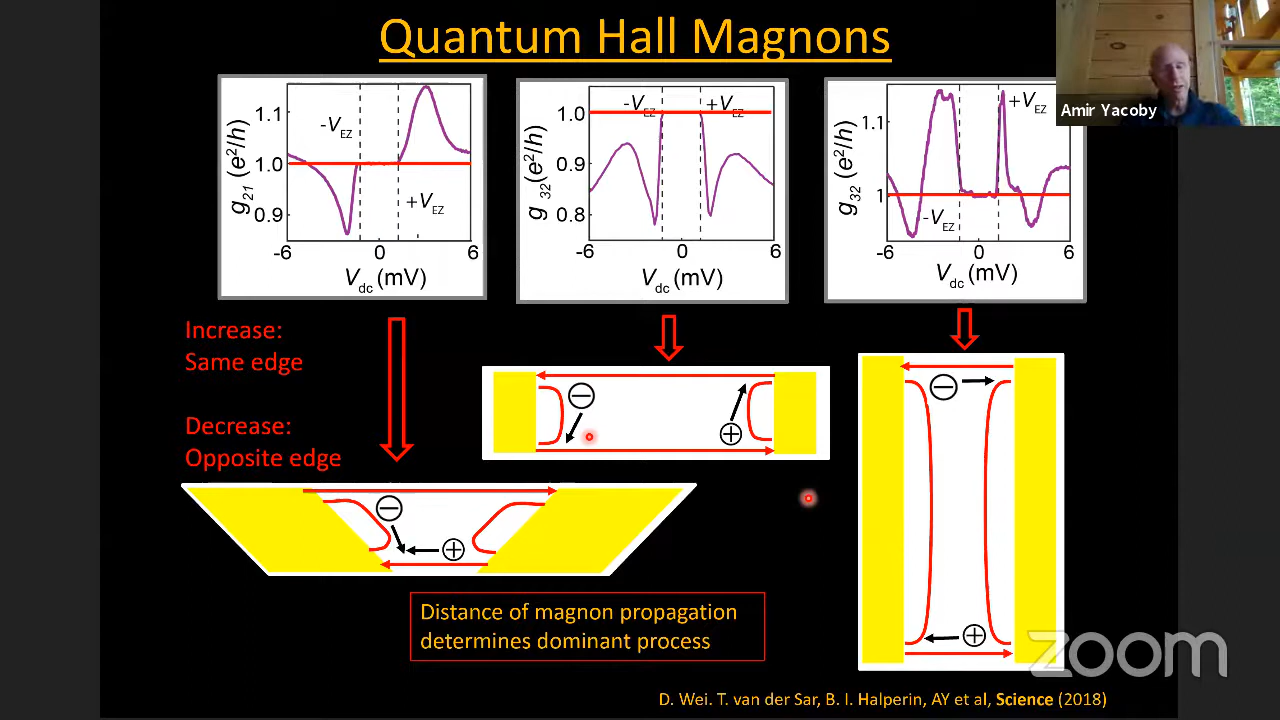 Quantum Hall Magnons
Amir Yacoby
1.1
1.0
0.9
-V_EZ
+V_EZ
g_21 (e²/h)
-6
0
6
V_dc (mV)
1.0
0.9
0.8
-V_EZ
+V_EZ
g_32 (e²/h)
-6
0
6
V_dc (mV)
1.1
1
-V_EZ
+V_EZ
g_32 (e²/h)
-6
0
6
V_dc (mV)
Increase:
Same edge
Decrease:
Opposite edge
−
+
−
+
−
+
Distance of magnon propagation
determines dominant process
zoom
D. Wei. T. van der Sar, B. I. Halperin, AY et al, Science (2018)